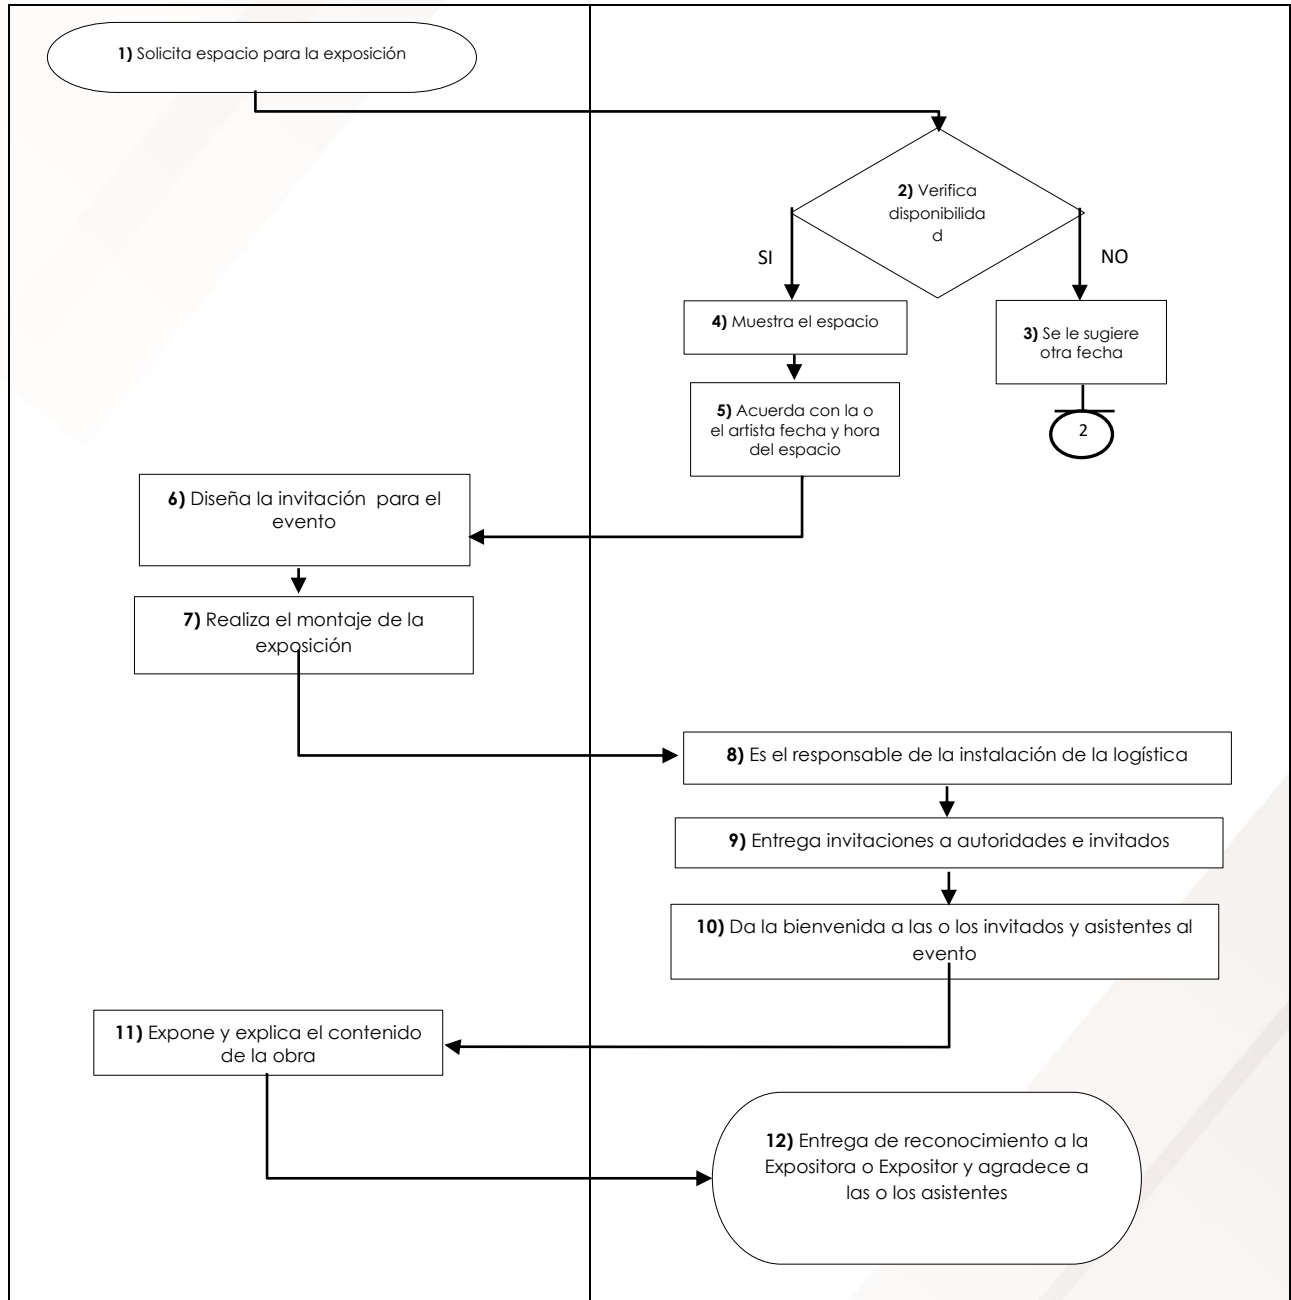 1) Solicita espacio para la exposición
2) Verifica
disponibilida
d
SI
NO
4) Muestra el espacio
3) Se le sugiere
otra fecha
5) Acuerda con la o
el artista fecha y hora
del espacio
2
6) Diseña la invitación para el
evento
7) Realiza el montaje de la
exposición
8) Es el responsable de la instalación de la logística
9) Entrega invitaciones a autoridades e invitados
10) Da la bienvenida a las o los invitados y asistentes al
evento
11) Expone y explica el contenido
de la obra
12) Entrega de reconocimiento a la
Expositora o Expositor y agradece a
las o los asistentes